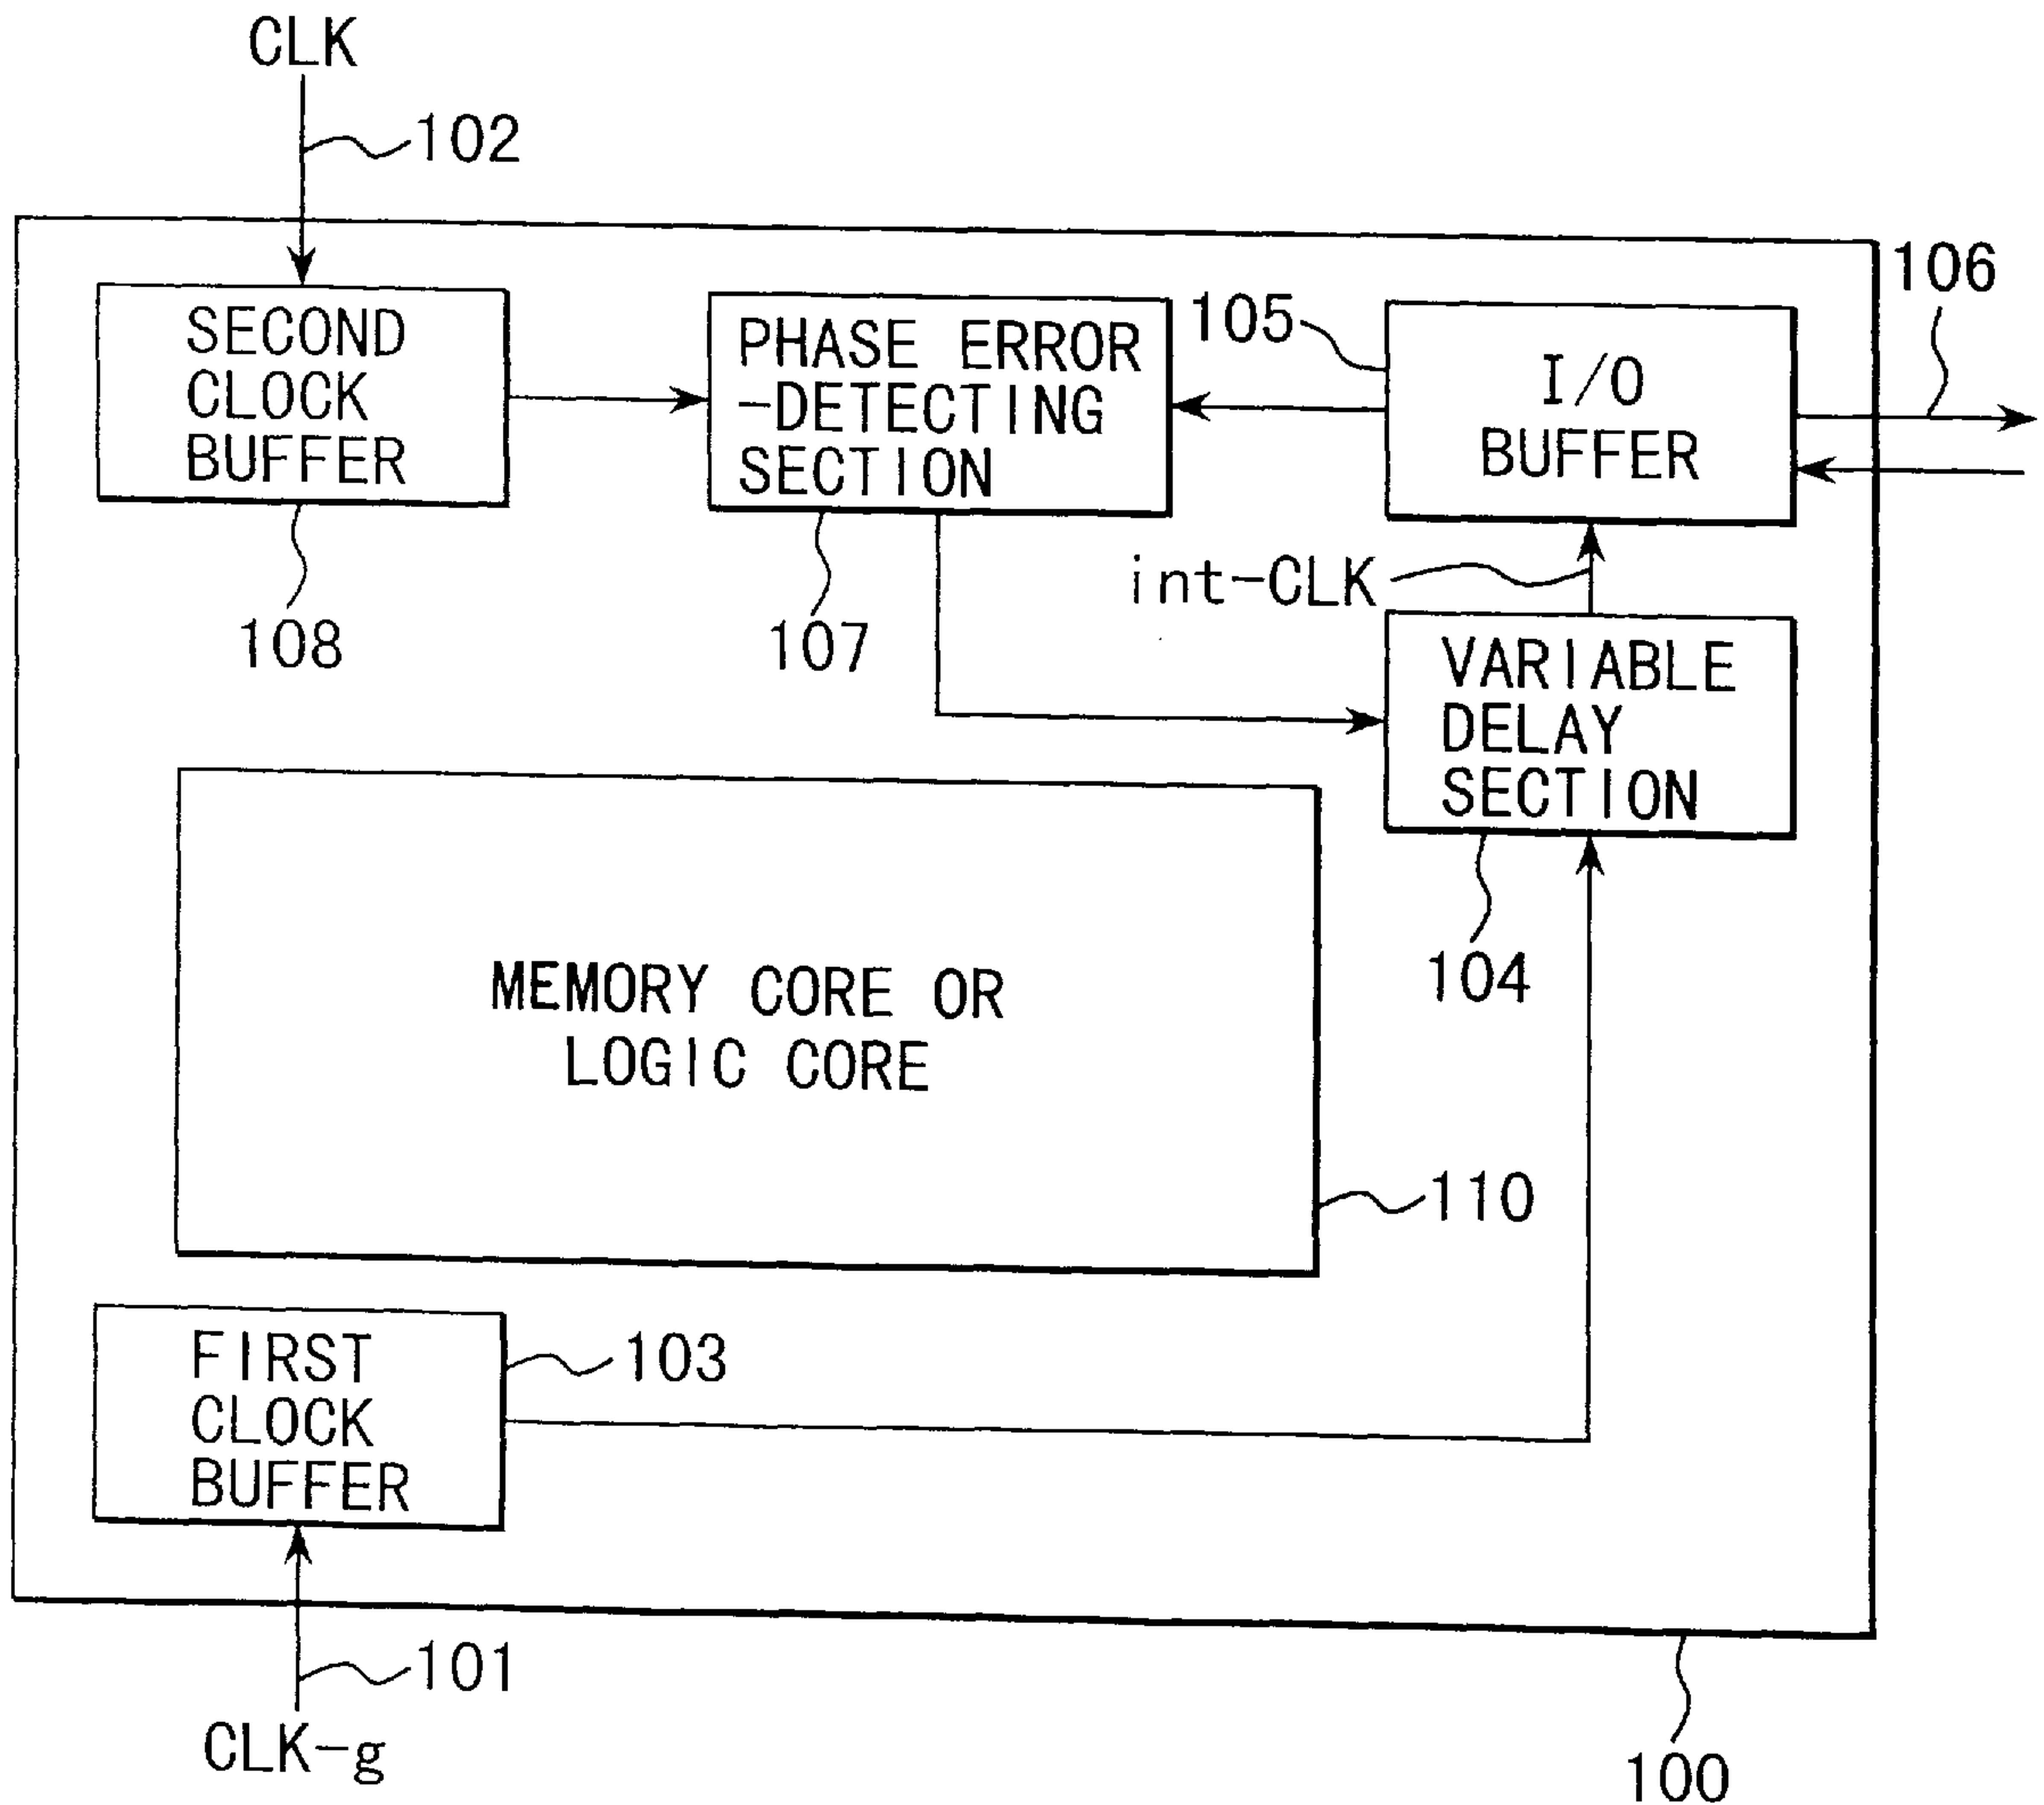 CLK
102
106
SECOND
CLOCK
BUFFER
PHASE ERROR
-DETECTING
SECTION
105
I/O
BUFFER
108
107
int-CLK
VARIABLE
DELAY
SECTION
104
MEMORY CORE OR
LOGIC CORE
110
FIRST
CLOCK
BUFFER
103
101
CLK-g
100